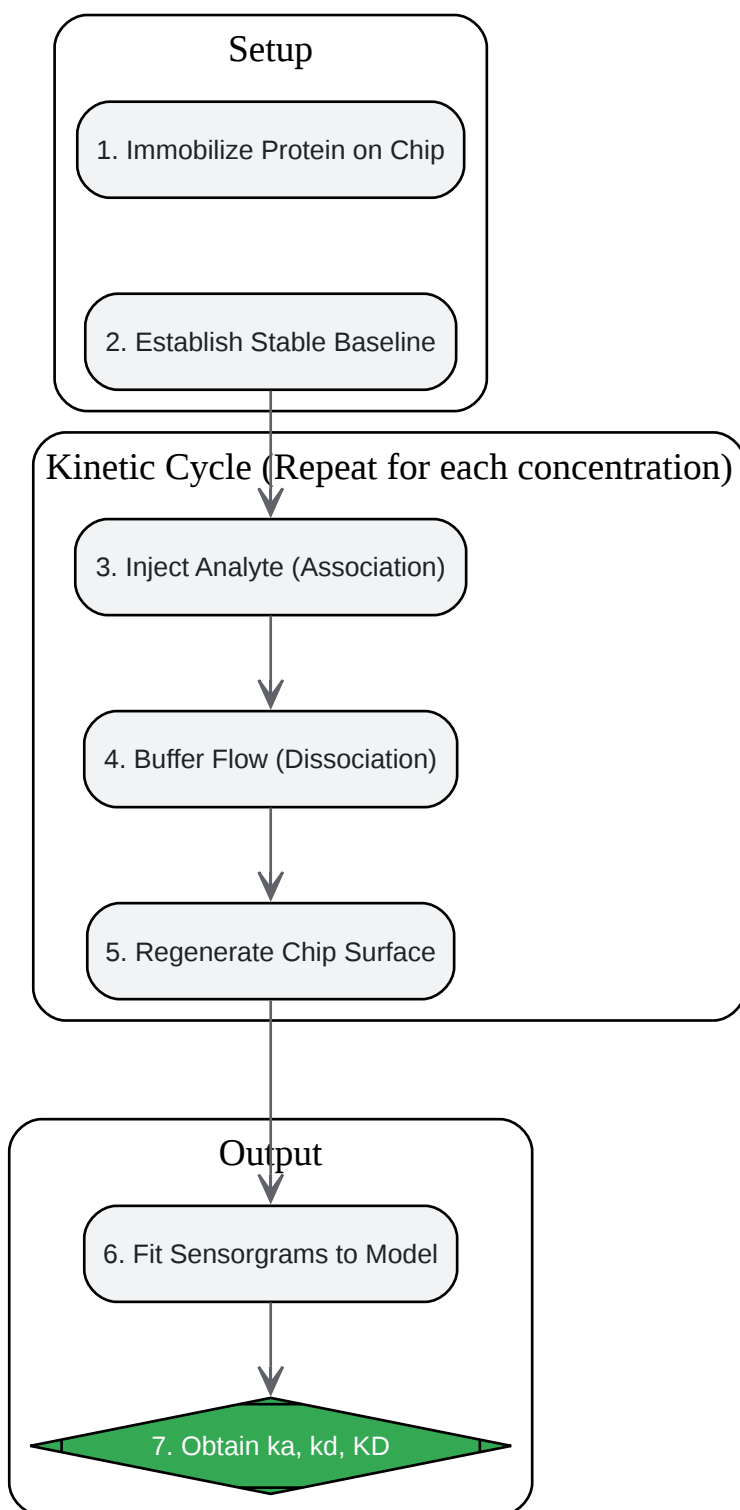 Setup
1. Immobilize Protein on Chip
2. Establish Stable Baseline
Kinetic Cycle (Repeat for each concentration)
3. Inject Analyte (Association)
4. Buffer Flow (Dissociation)
5. Regenerate Chip Surface
Output
6. Fit Sensorgrams to Model
7. Obtain ka, kd, KD